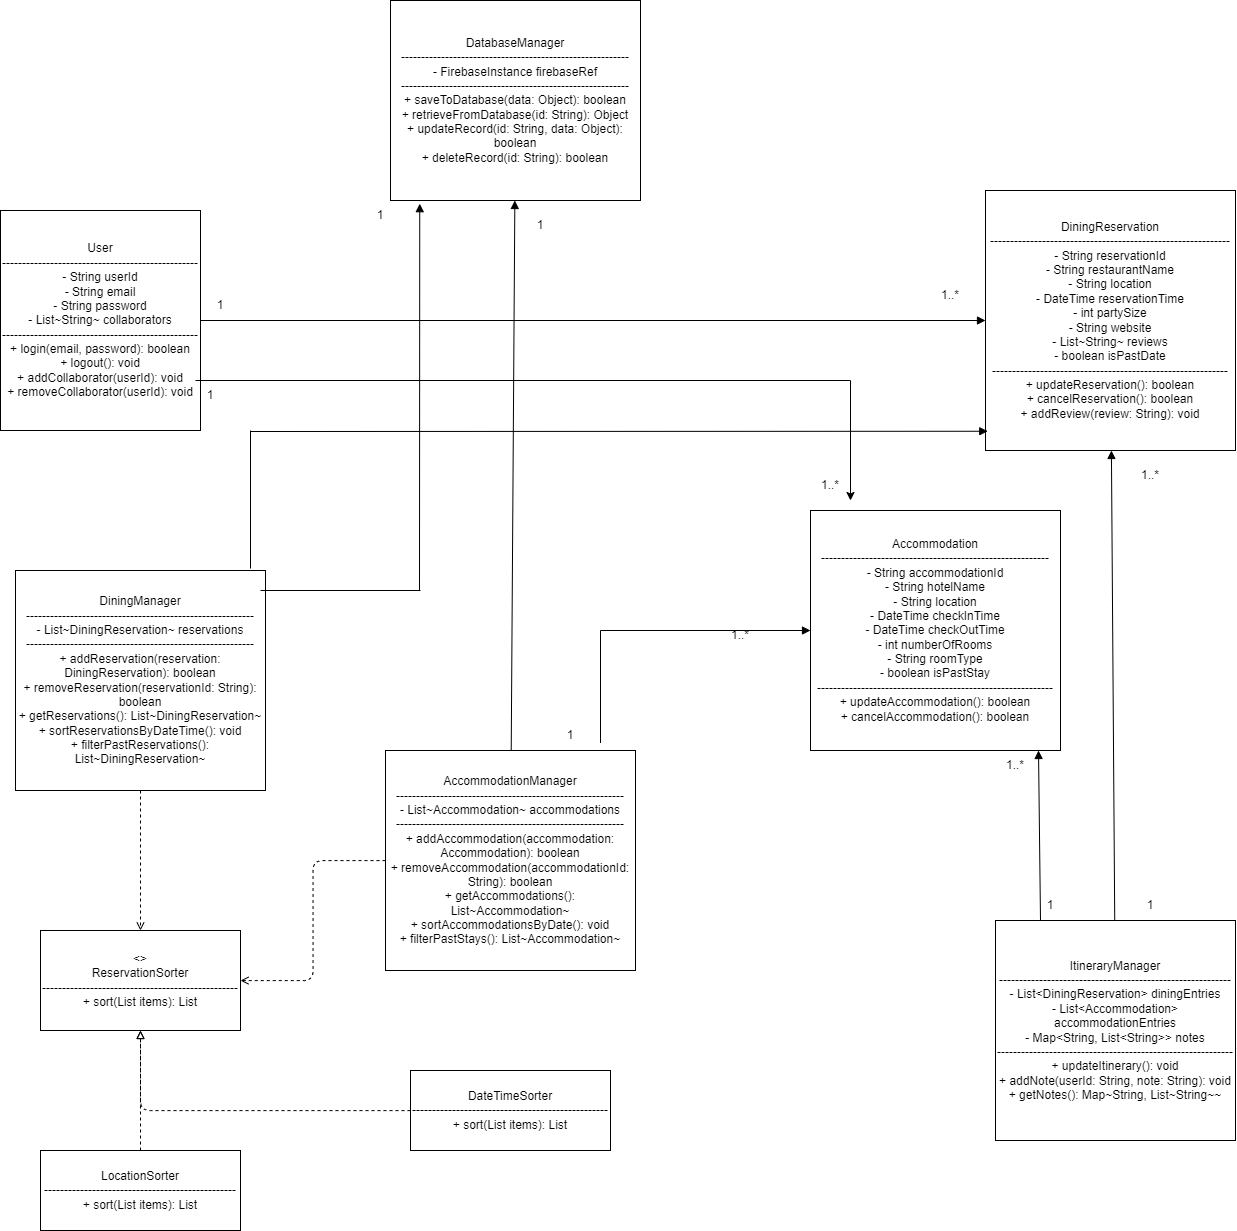 DatabaseManager
- FirebaseInstance firebaseRef
+ saveToDatabase(data: Object): boolean
+ retrieveFromDatabase(id: String): Object
+ updateRecord(id: String, data: Object):
boolean
+ deleteRecord(id: String): boolean
1
1
User
- String userId
- String email
- String password
- List~String~ collaborators
+ login(email, password): boolean
+ logout(): void
+ addCollaborator(userId): void
+ removeCollaborator(userId): void
1
1
1..*
DiningReservation
- String reservationId
- String restaurantName
- String location
- DateTime reservationTime
- int partySize
- String website
- List~String~ reviews
- boolean isPastDate
+ updateReservation(): boolean
+ cancelReservation(): boolean
+ addReview(review: String): void
1..*
1..*
Accommodation
- String accommodationId
- String hotelName
- String location
- DateTime checkInTime
- DateTime checkOutTime
- int numberOfRooms
- String roomType
- boolean isPastStay
+ updateAccommodation(): boolean
+ cancelAccommodation(): boolean
1..*
1..*
DiningManager
- List~DiningReservation~ reservations
+ addReservation(reservation:
DiningReservation): boolean
+ removeReservation(reservationId: String):
boolean
+ getReservations(): List~DiningReservation~
+ sortReservationsByDateTime(): void
+ filterPastReservations():
List~DiningReservation~
1
AccommodationManager
- List~Accommodation~ accommodations
+ addAccommodation(accommodation:
Accommodation): boolean
+ removeAccommodation(accommodationId:
String): boolean
+ getAccommodations():
List~Accommodation~
+ sortAccommodationsByDate(): void
+ filterPastStays(): List~Accommodation~
1
1
<>
ReservationSorter
+ sort(List items): List
ItineraryManager
- List<DiningReservation> diningEntries
- List<Accommodation>
accommodationEntries
- Map<String, List<String>> notes
+ updateItinerary(): void
+ addNote(userId: String, note: String): void
+ getNotes(): Map~String, List~String~~
DateTimeSorter
+ sort(List items): List
LocationSorter
+ sort(List items): List